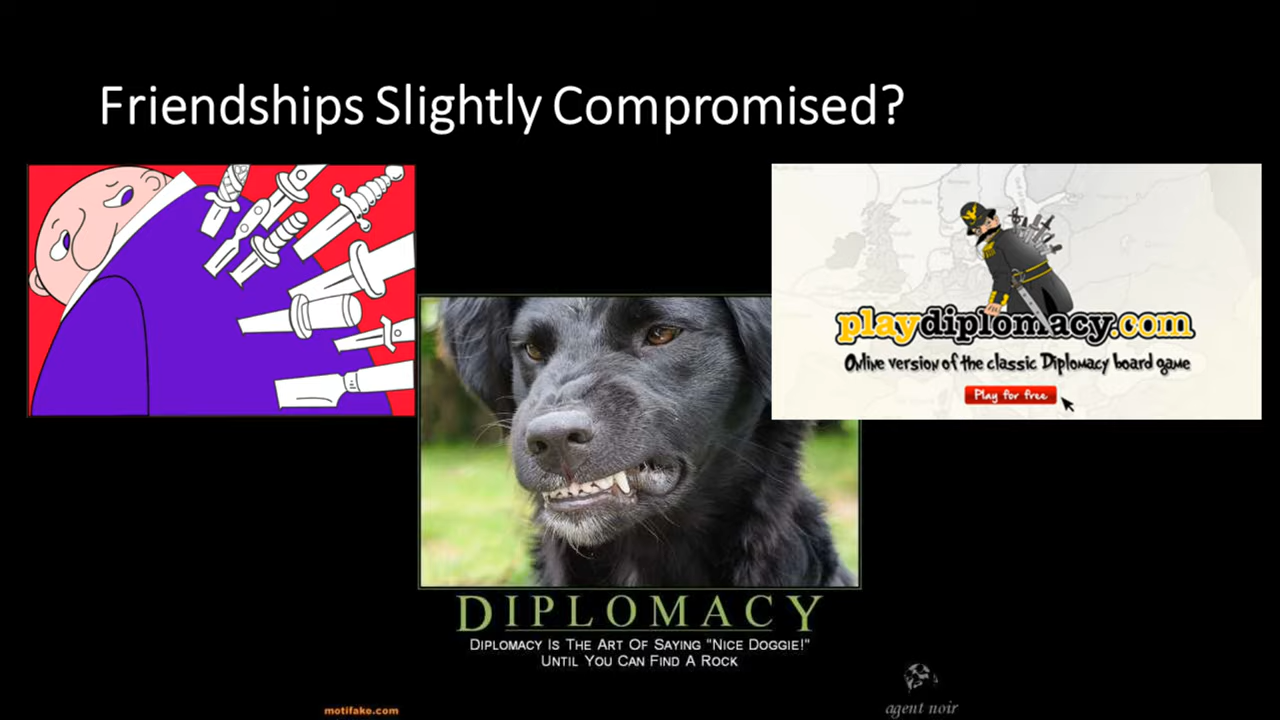 Friendships Slightly Compromised?
playdiplomacy.com
Online version of the classic Diplomacy board game
Play for free
DIPLOMACY
DIPLOMACY IS THE ART OF SAYING "NICE DOGGIE!"
UNTIL YOU CAN FIND A ROCK
motifake.com
agent noir